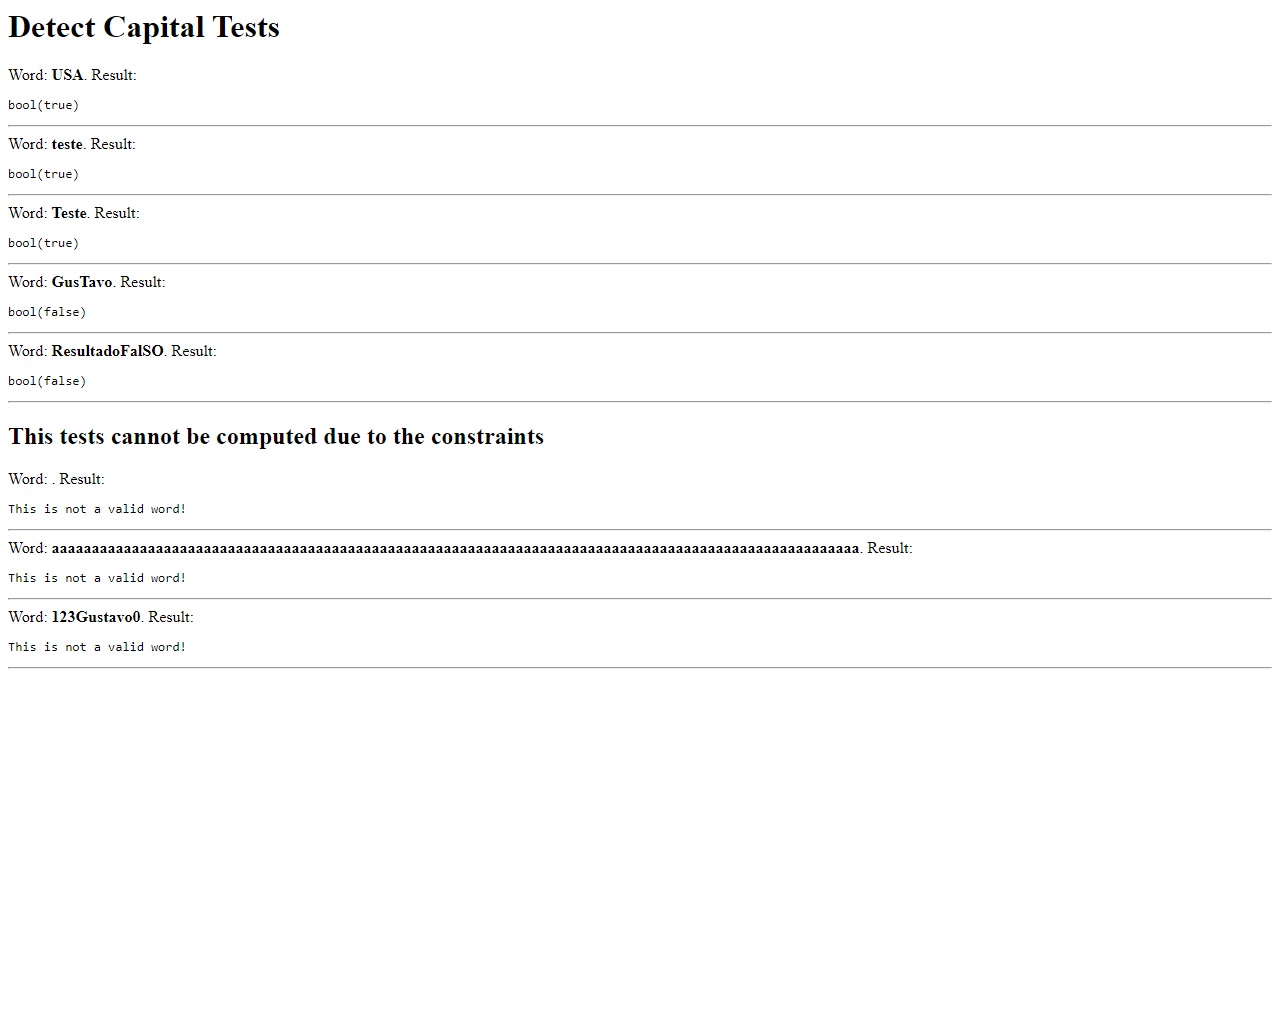 Detect Capital Tests
Word: USA. Result:
bool(true)
Word: teste. Result:
bool(true)
Word: Teste. Result:
bool(true)
Word: GusTavo. Result:
bool(false)
Word: ResultadoFalSO. Result:
bool(false)
This tests cannot be computed due to the constraints
Word: . Result:
This is not a valid word!
Word: aaaaaaaaaaaaaaaaaaaaaaaaaaaaaaaaaaaaaaaaaaaaaaaaaaaaaaaaaaaaaaaaaaaaaaaaaaaaaaaaaaaaaaaaaaaaaaaaaaaaa. Result:
This is not a valid word!
Word: 123Gustavo0. Result:
This is not a valid word!